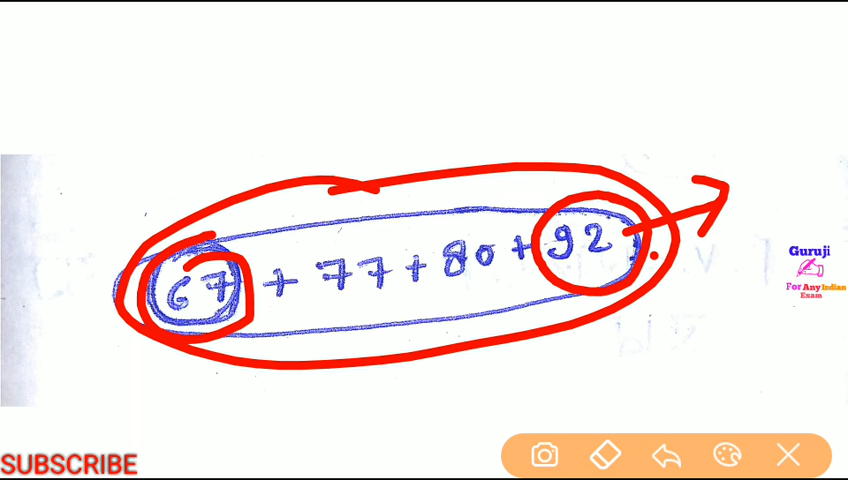 67 + 77 + 80 + 92
Guruji
For Any Indian
Exam
SUBSCRIBE